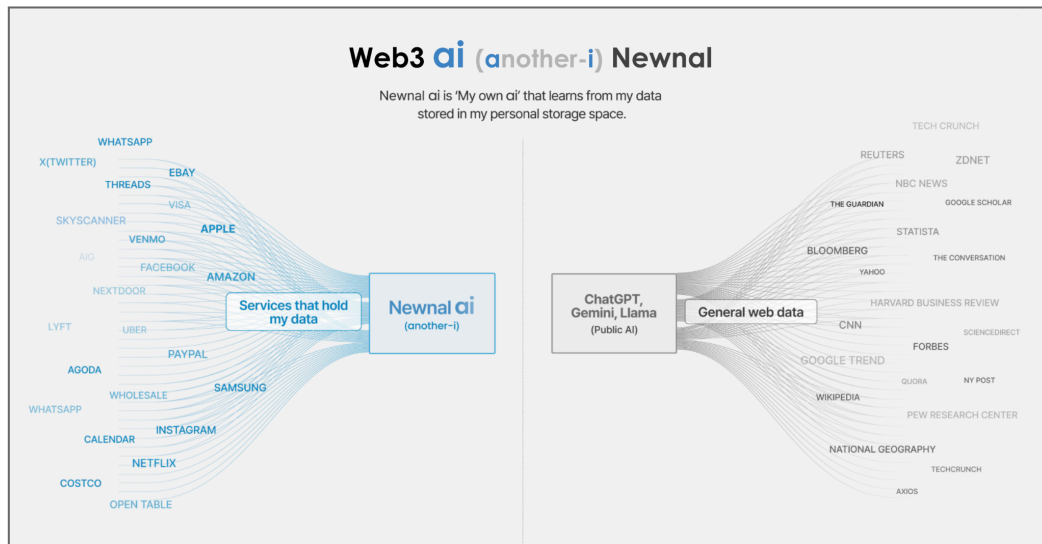 Web3 ai (another-i) Newnal
Newnal ai is 'My own ai' that learns from my data
stored in my personal storage space.
WHATSAPP
X(TWITTER)
EBAY
THREADS
VISA
SKYSCANNER
APPLE
VENMO
AIG
FACEBOOK
AMAZON
NEXTDOOR
Services that hold
my data
LYFT
UBER
PAYPAL
AGODA
SAMSUNG
WHOLESALE
WHATSAPP
INSTAGRAM
CALENDAR
NETFLIX
COSTCO
OPEN TABLE
Newnal ai
(another-i)
ChatGPT,
Gemini, Llama
(Public AI)
General web data
TECH CRUNCH
REUTERS
ZDNET
NBC NEWS
THE GUARDIAN
GOOGLE SCHOLAR
STATISTA
BLOOMBERG
THE CONVERSATION
YAHOO
HARVARD BUSINESS REVIEW
CNN
SCIENCEDIRECT
FORBES
GOOGLE TREND
QUORA
NY POST
WIKIPEDIA
PEW RESEARCH CENTER
NATIONAL GEOGRAPHY
TECHCRUNCH
AXIOS